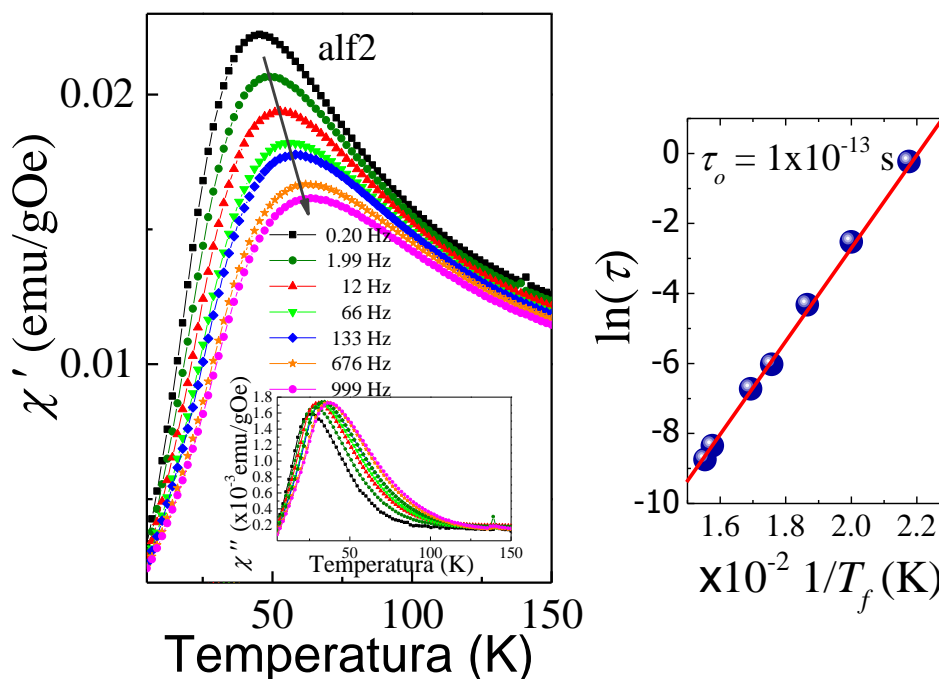 alf2
0.02
0.01
χ′ (emu/gOe)
0.20 Hz
1.99 Hz
12 Hz
66 Hz
133 Hz
676 Hz
999 Hz
1.8
1.6
1.4
1.2
0.9
0.8
0.6
0.4
0.2
χ″ (x10⁻³emu/gOe)
50 100 150
Temperatura (K)
50 100 150
Temperatura (K)
τₒ = 1x10⁻¹³ s
0
-2
-4
-6
-8
-10
ln(τ)
1.6 1.8 2.0 2.2
x10⁻² 1/T_f (K)